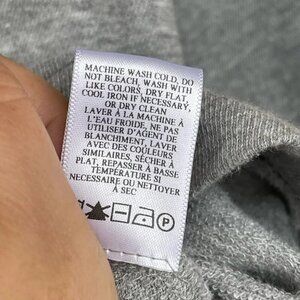 MACHINE WASH COLD, DO
NOT BLEACH, WASH WITH
LIKE COLORS, DRY FLAT,
COOL IRON IF NECESSARY,
OR DRY CLEAN
LAVER À LA MACHINE À
L'EAU FROIDE, NE PAS
UTILISER D'AGENT DE
BLANCHIMENT, LAVER
AVEC DES COULEURS
SIMILAIRES, SÉCHER À
PLAT, REPASSER À BASSE
TEMPÉRATURE SI
NECESSAIRE OU NETTOYER
À SEC
P